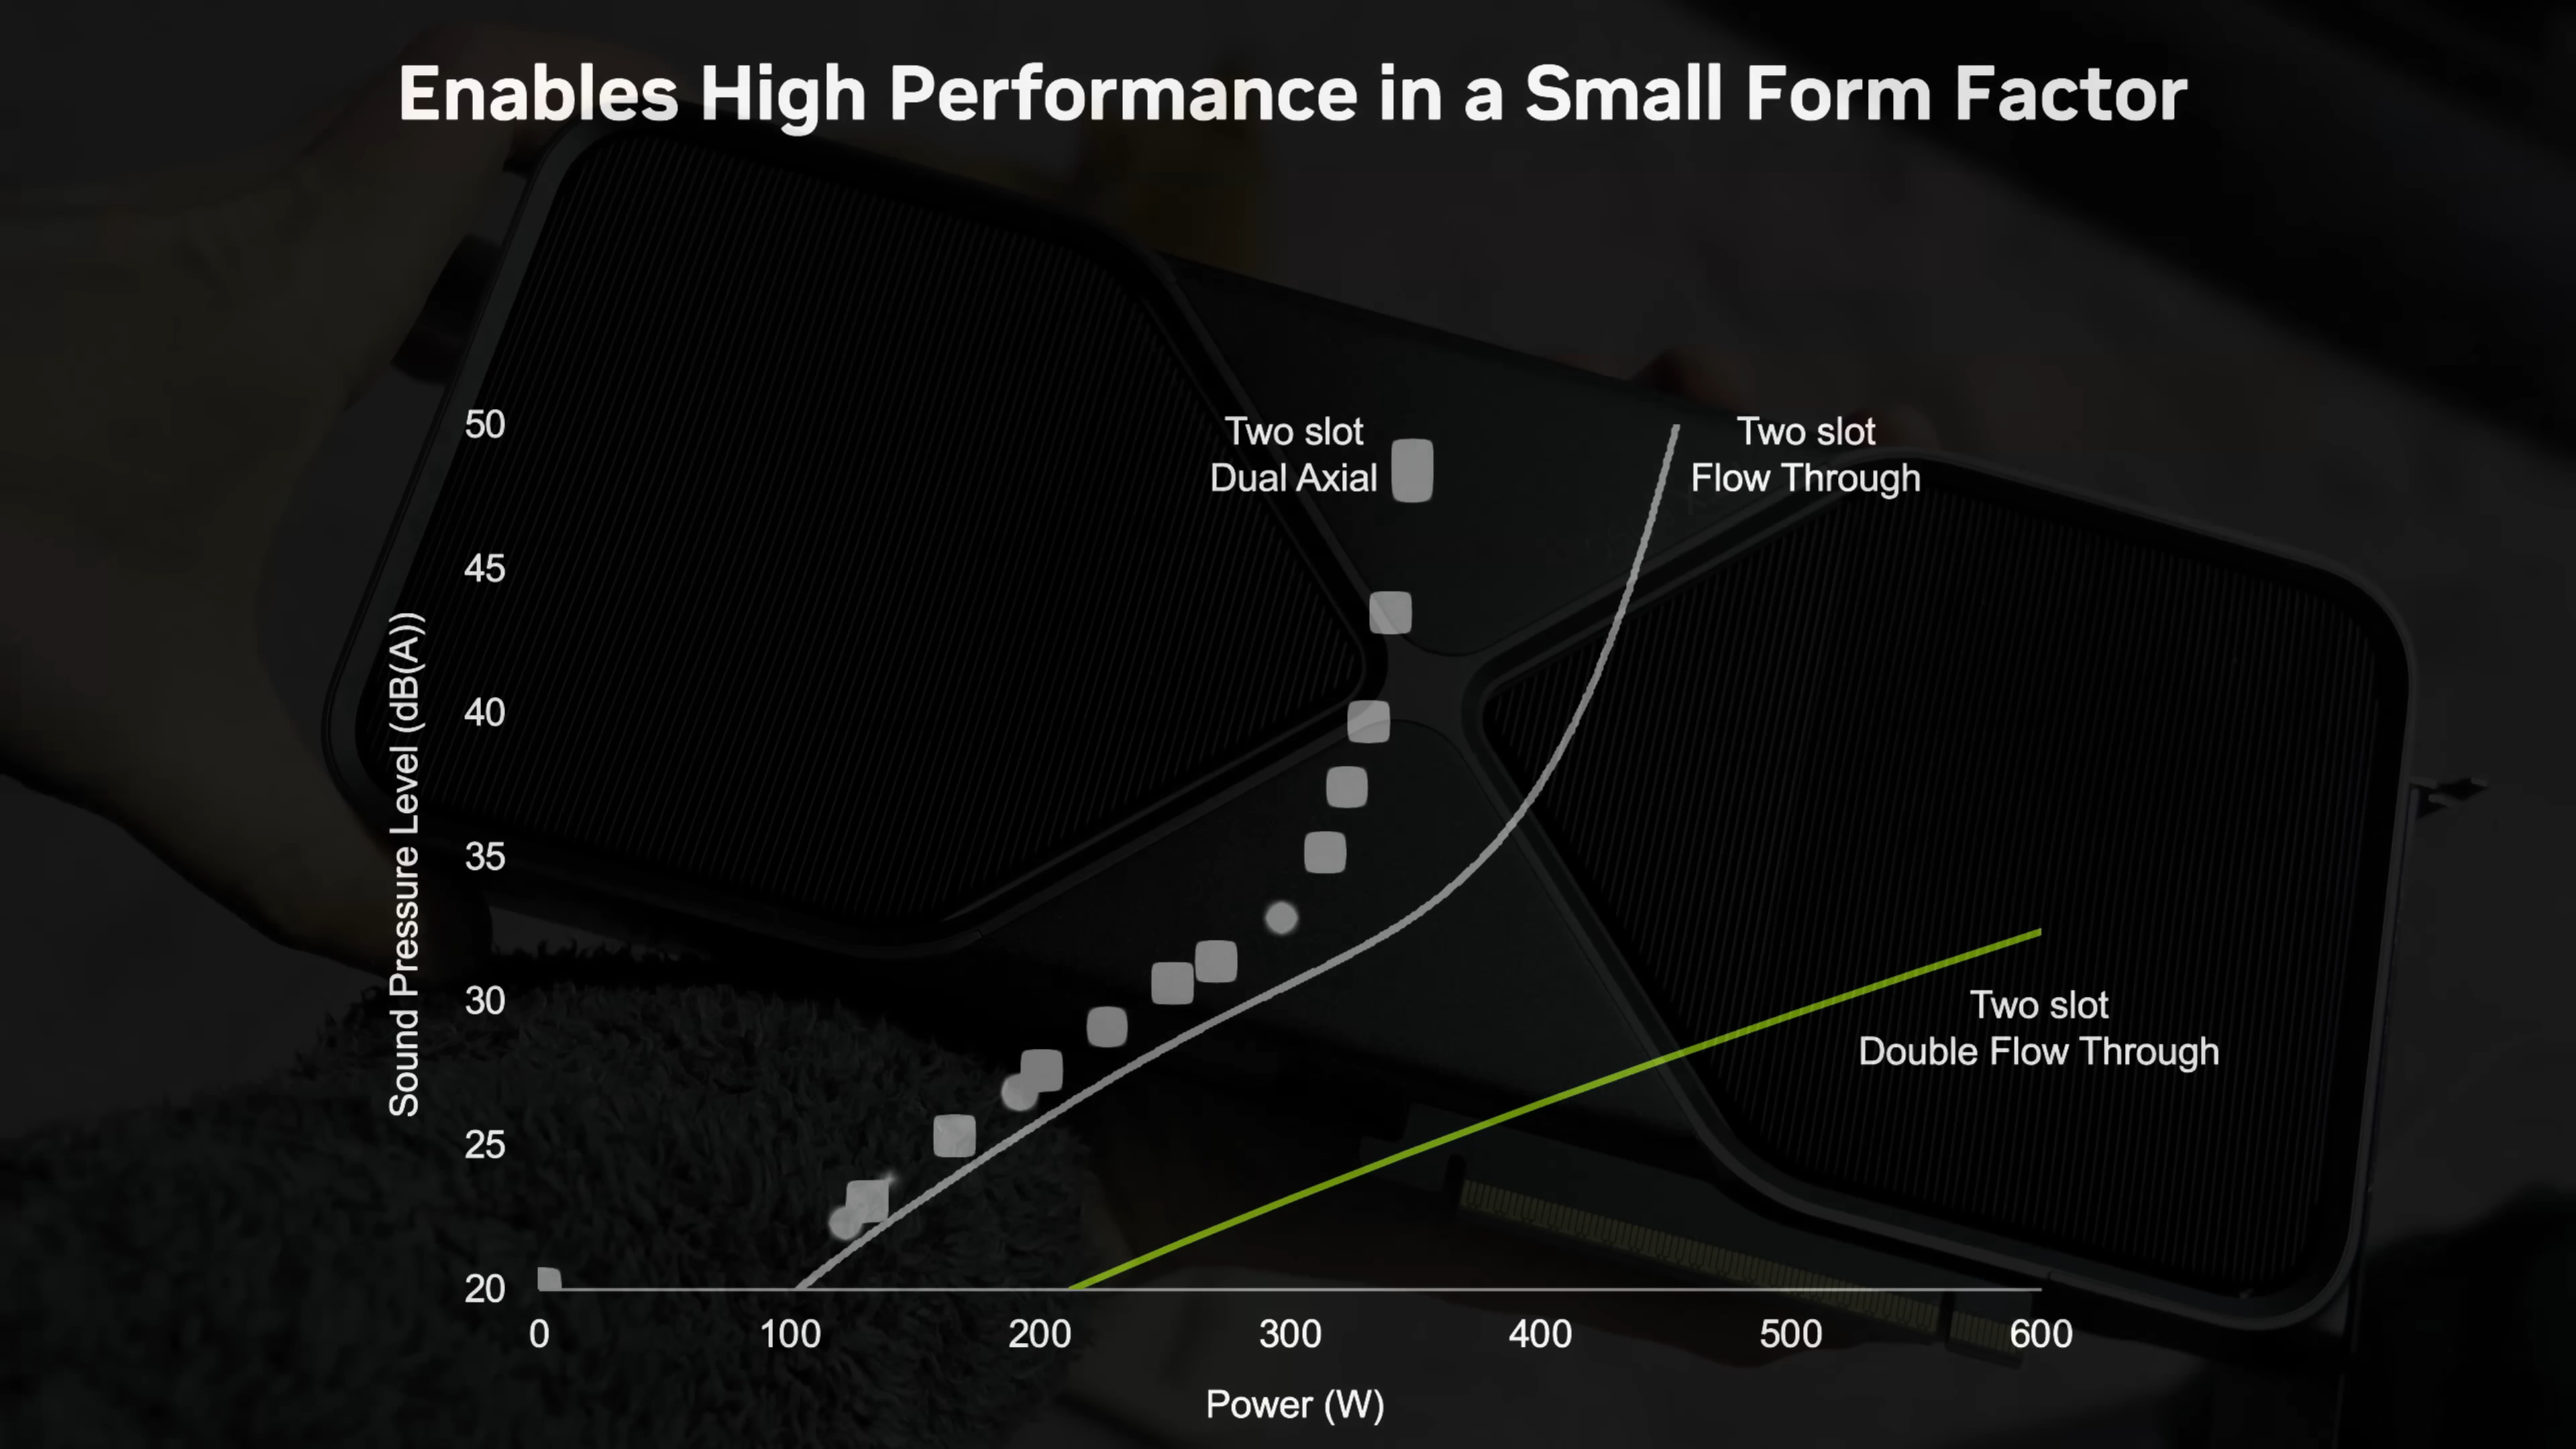 Enables High Performance in a Small Form Factor
50
45
40
35
30
25
20
Sound Pressure Level (dB(A))
Two slot
Dual Axial
Two slot
Flow Through
Two slot
Double Flow Through
0 100 200 300 400 500 600
Power (W)